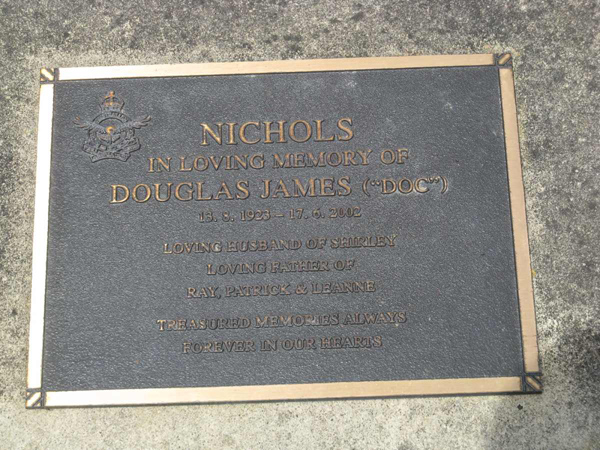 NICHOLS
IN LOVING MEMORY OF
DOUGLAS JAMES ("DOC")
13. 8. 1923 – 17. 6. 2002
LOVING HUSBAND OF SHIRLEY
LOVING FATHER OF
RAY, PATRICK & LEANNE
TREASURED MEMORIES ALWAYS
FOREVER IN OUR HEARTS